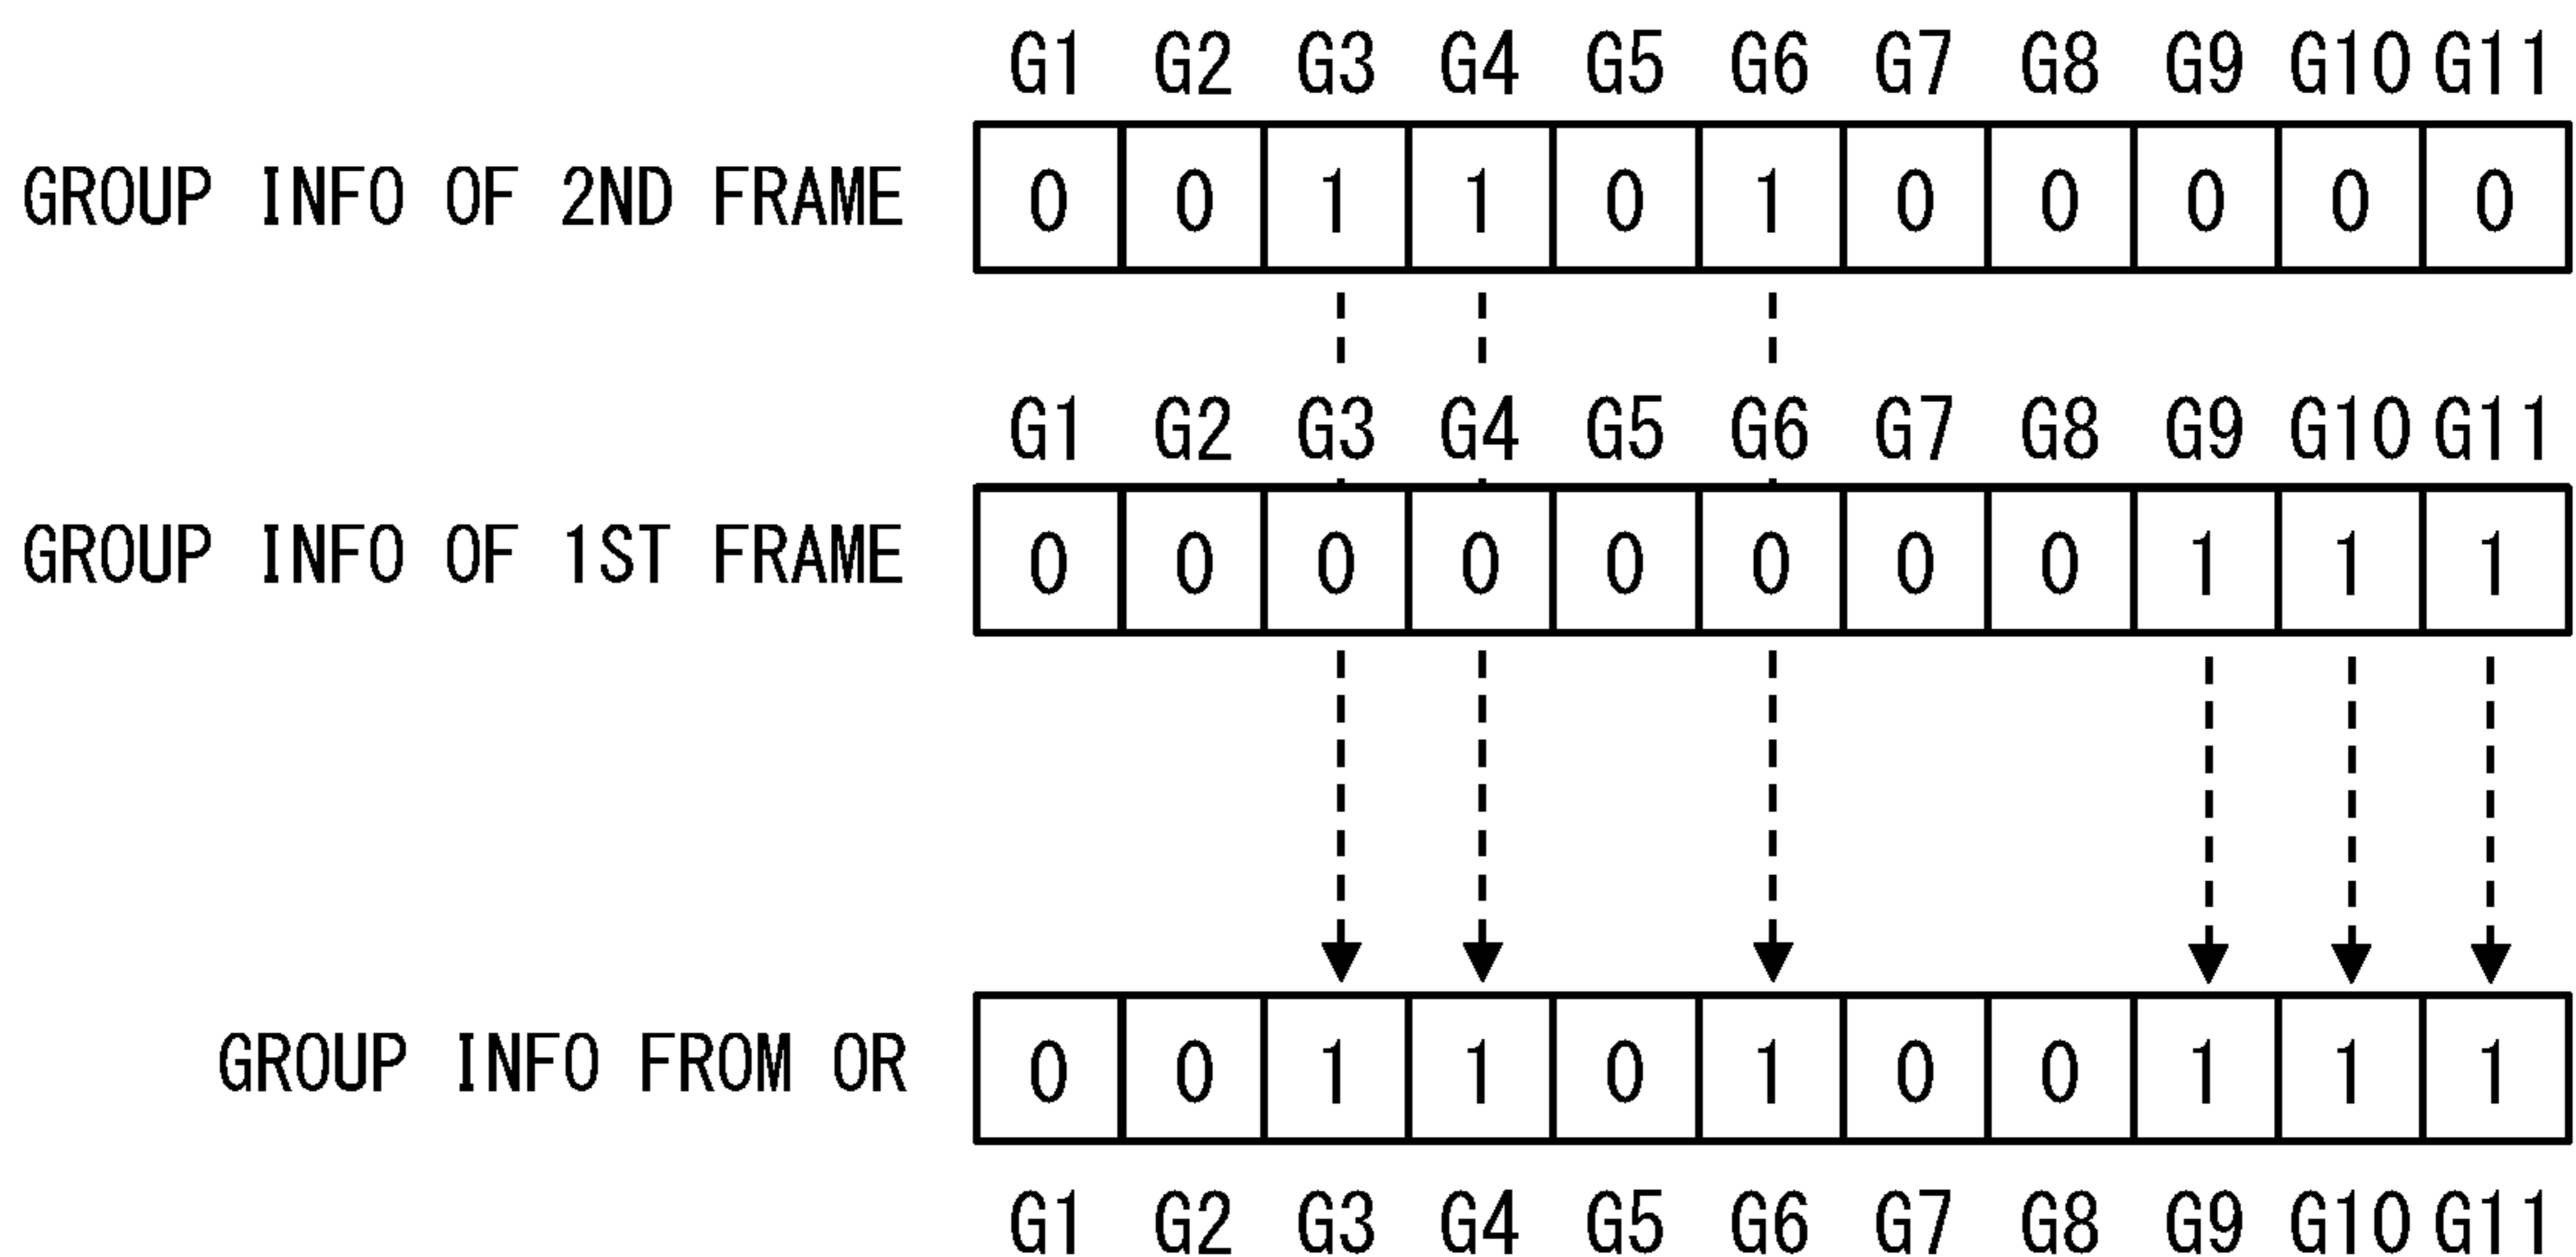 G1 G2 G3 G4 G5 G6 G7 G8 G9 G10 G11
GROUP INFO OF 2ND FRAME 0 0 1 1 0 1 0 0 0 0 0
G1 G2 G3 G4 G5 G6 G7 G8 G9 G10 G11
GROUP INFO OF 1ST FRAME 0 0 0 0 0 0 0 0 1 1 1
GROUP INFO FROM OR 0 0 1 1 0 1 0 0 1 1 1
G1 G2 G3 G4 G5 G6 G7 G8 G9 G10 G11